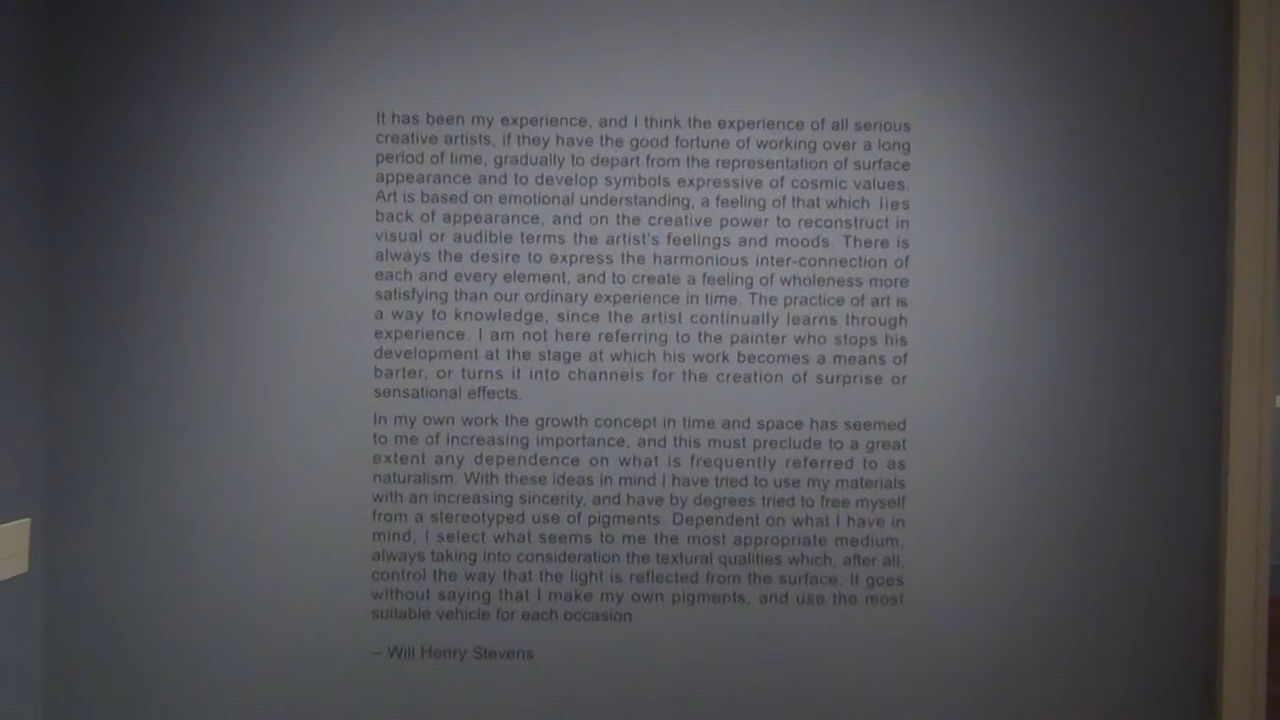 It has been my experience, and I think the experience of all serious
creative artists, if they have the good fortune of working over a long
period of time, gradually to depart from the representation of surface
appearance and to develop symbols expressive of cosmic values.
Art is based on emotional understanding, a feeling of that which lies
back of appearance, and on the creative power to reconstruct in
visual or audible terms the artist's feelings and moods. There is
always the desire to express the harmonious inter-connection of
each and every element, and to create a feeling of wholeness more
satisfying than our ordinary experience in time. The practice of art is
a way to knowledge, since the artist continually learns through
experience. I am not here referring to the painter who stops his
development at the stage at which his work becomes a means of
barter, or turns it into channels for the creation of surprise or
sensational effects.
In my own work the growth concept in time and space has seemed
to me of increasing importance, and this must preclude to a great
extent any dependence on what is frequently referred to as
naturalism. With these ideas in mind I have tried to use my materials
with an increasing sincerity, and have by degrees tried to free myself
from a stereotyped use of pigments. Dependent on what I have in
mind, I select what seems to me the most appropriate medium,
always taking into consideration the textural qualities which, after all,
control the way that the light is reflected from the surface. It goes
without saying that I make my own pigments, and use the most
suitable vehicle for each occasion.
-- Will Henry Stevens